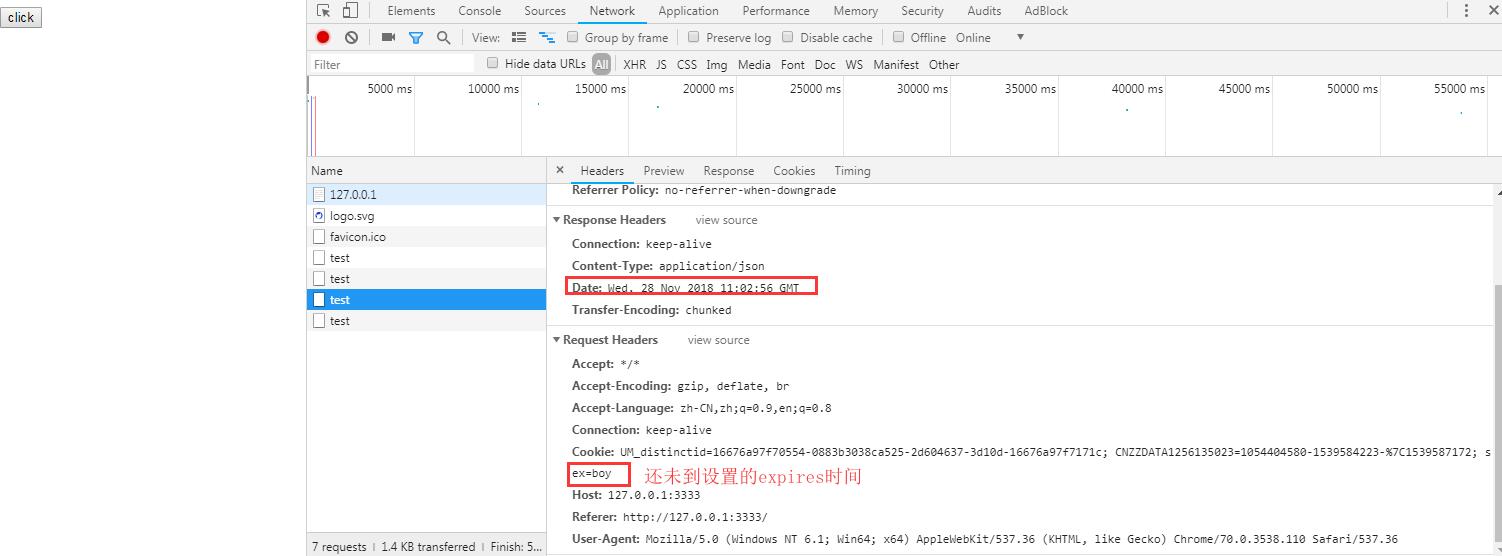 click
Elements Console Sources Network Application Performance Memory Security Audits AdBlock
View: Group by frame Preserve log Disable cache Offline Online
Filter Hide data URLs All XHR JS CSS Img Media Font Doc WS Manifest Other
5000 ms 10000 ms 15000 ms 20000 ms 25000 ms 30000 ms 35000 ms 40000 ms 45000 ms 50000 ms 55000 ms
Name
127.0.0.1
logo.svg
favicon.ico
test
test
test
test
7 requests | 1.4 KB transferred | Finish: 5...
× Headers Preview Response Cookies Timing
Referrer Policy: no-referrer-when-downgrade
Response Headers view source
Connection: keep-alive
Content-Type: application/json
Date: Wed, 28 Nov 2018 11:02:56 GMT
Transfer-Encoding: chunked
Request Headers view source
Accept: */*
Accept-Encoding: gzip, deflate, br
Accept-Language: zh-CN,zh;q=0.9,en;q=0.8
Connection: keep-alive
Cookie: UM_distinctid=16676a97f70554-0883b3038ca525-2d604637-3d10d-16676a97f7171c; CNZZDATA1256135023=1054404580-1539584223-%7C1539587172; s
ex=boy 还未到设置的expires时间
Host: 127.0.0.1:3333
Referer: http://127.0.0.1:3333/
User-Agent: Mozilla/5.0 (Windows NT 6.1; Win64; x64) AppleWebKit/537.36 (KHTML, like Gecko) Chrome/70.0.3538.110 Safari/537.36